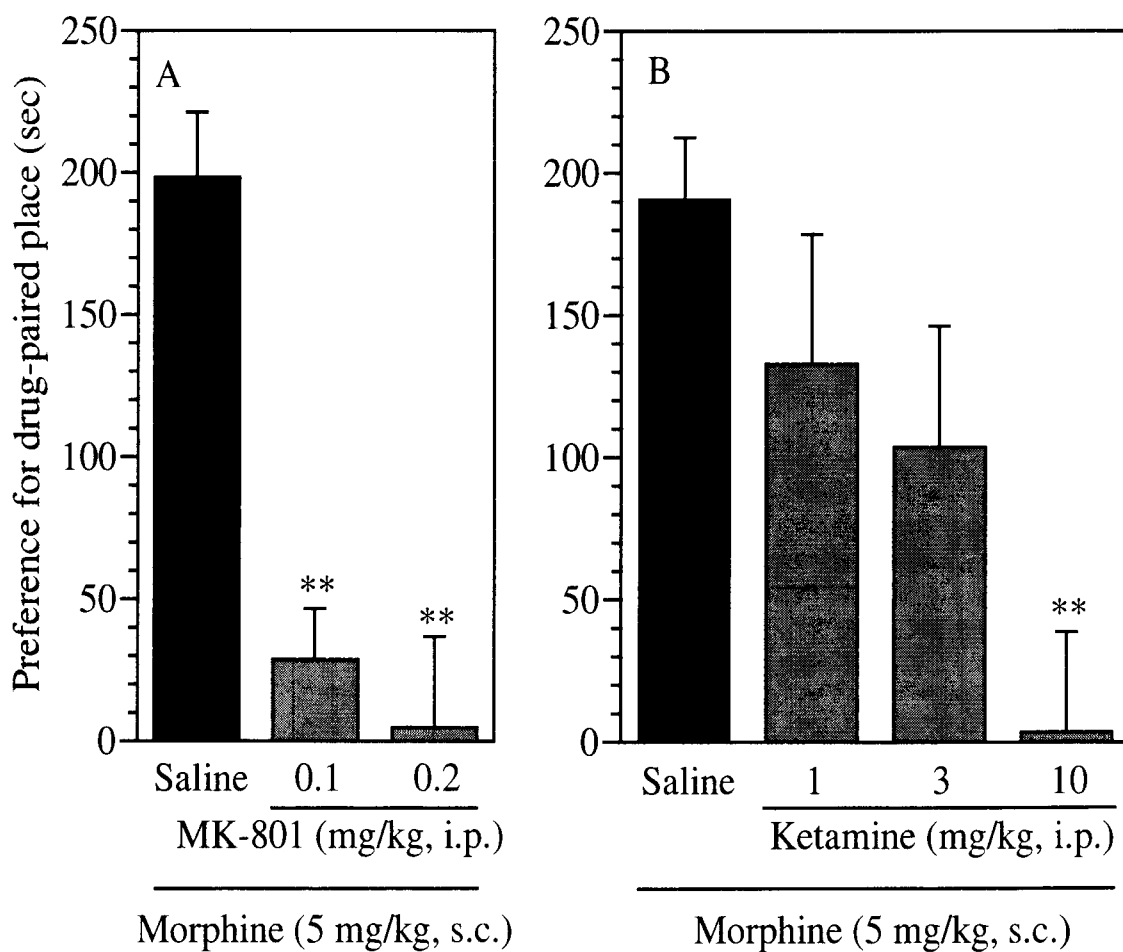 Preference for drug-paired place (sec)
A
250
200
150
100
50
0
**
**
Saline 0.1 0.2
MK-801 (mg/kg, i.p.)
Morphine (5 mg/kg, s.c.)
B
250
200
150
100
50
0
**
Saline 1 3 10
Ketamine (mg/kg, i.p.)
Morphine (5 mg/kg, s.c.)